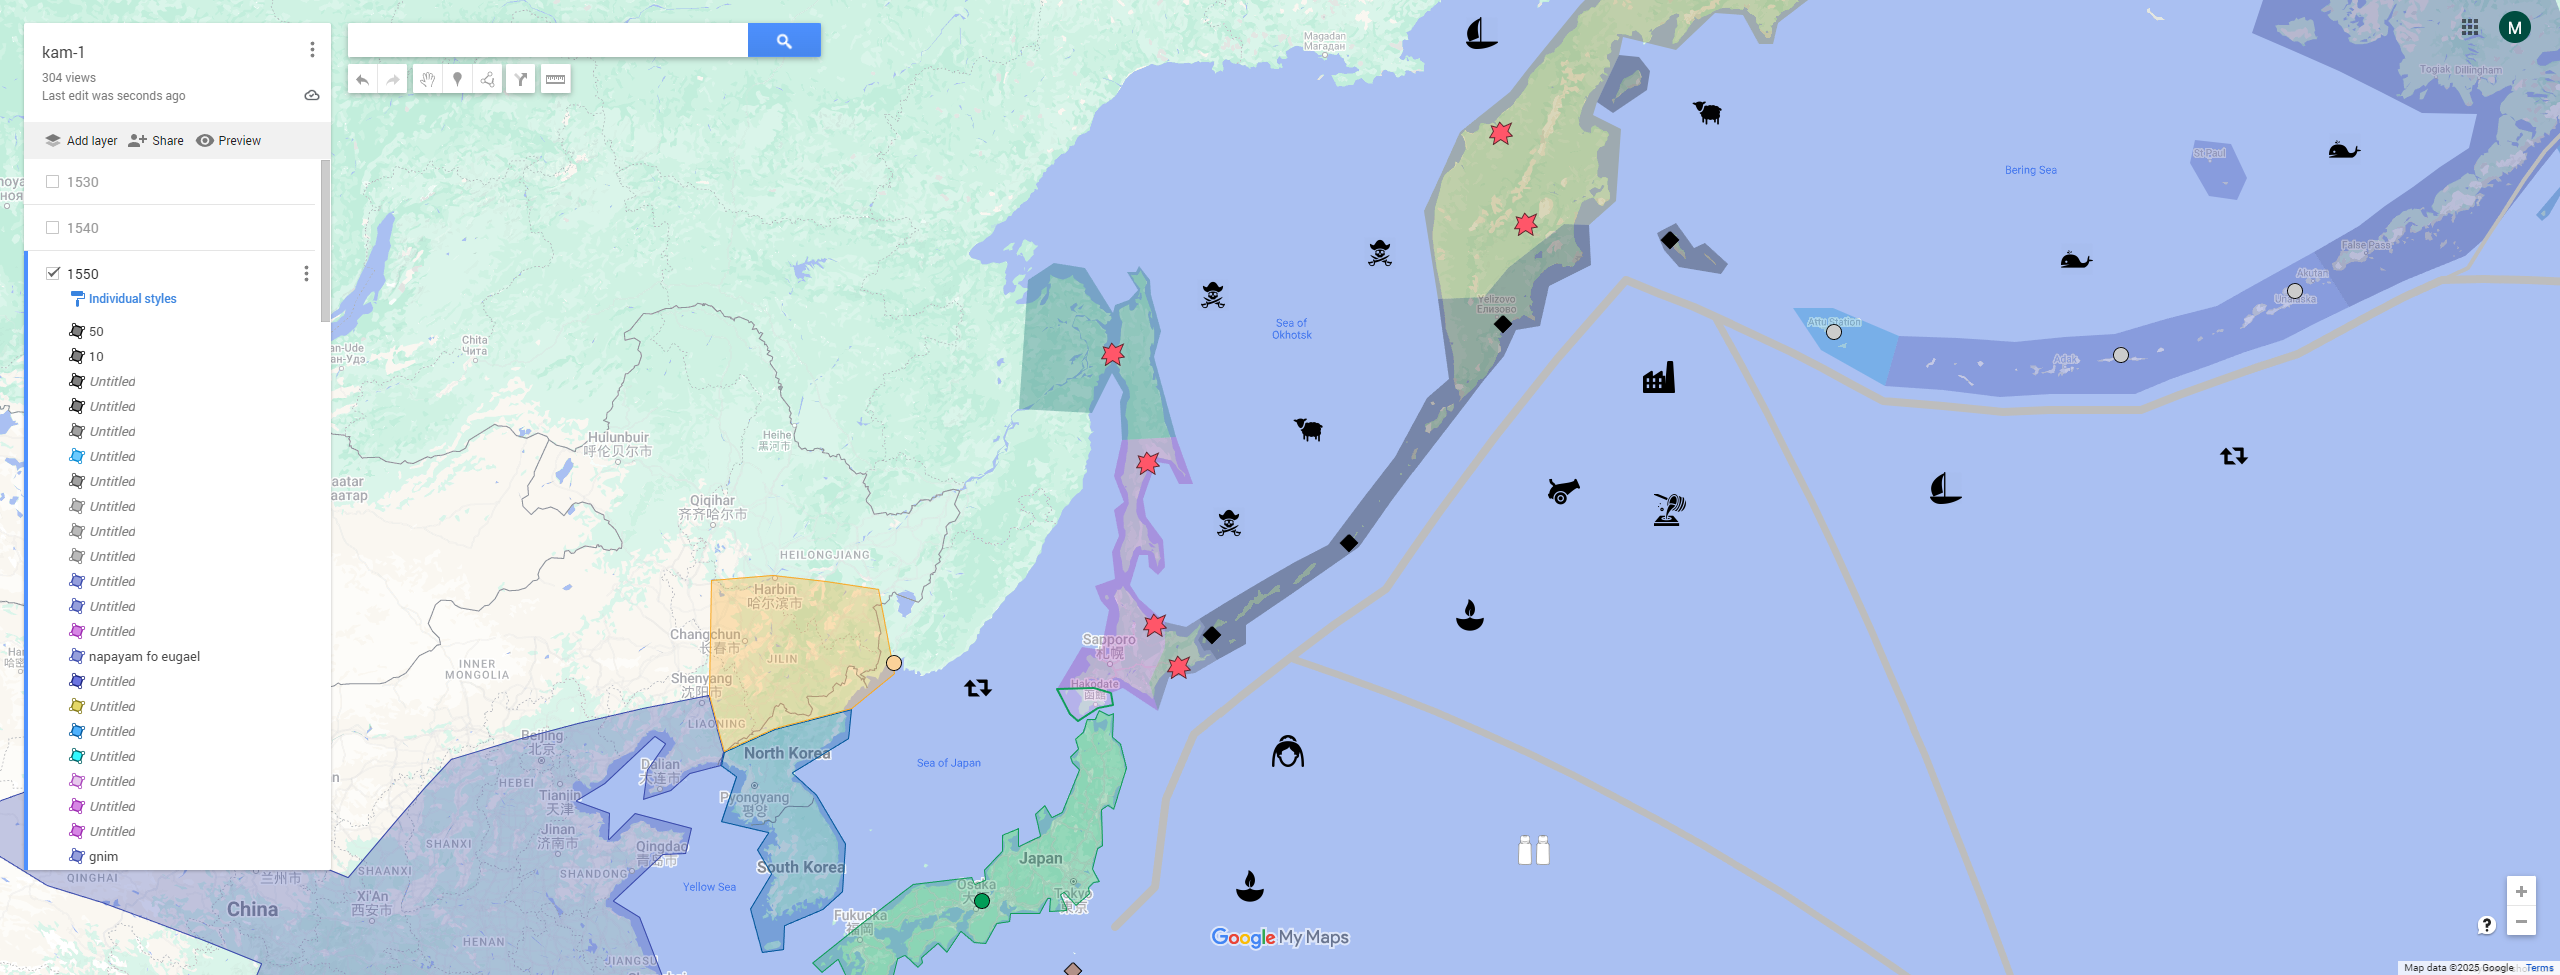 kam-1
304 views
Last edit was seconds ago
Add layer Share Preview
1530
1540
1550
Individual styles
50
10
Untitled
Untitled
Untitled
Untitled
Untitled
Untitled
Untitled
Untitled
Untitled
Untitled
Untitled
napayam fo eugael
Untitled
Untitled
Untitled
Untitled
Untitled
Untitled
Untitled
gnim
M
Magadan
Магадан
Togiak Dillingham
St Paul
Bering Sea
False Pass
Akutan
Unalaska
Attu Station
Adak
Yelizovo
Елизово
Sea of
Okhotsk
Chita
Чита
Hulunbuir
呼伦贝尔市
Heihe
黑河市
Qiqihar
齐齐哈尔市
HEILONGJIANG
Harbin
哈尔滨市
Changchun
长春市
JILIN
INNER
MONGOLIA
Shenyang
沈阳市
LIAONING
Sapporo
札幌
Hakodate
函館
Beijing
北京
HEBEI
Dalian
大连市
North Korea
Sea of Japan
Tianjin
天津
Pyongyang
평양
Jinan
济南市
SHANXI
Qingdao
青岛市
SHANDONG
South Korea
Japan
SHAANXI
QINGHAI
兰州市
Yellow Sea
Osaka
Tokyo
東京
Xi'An
西安市
China
Fukuoka
福岡
HENAN
JIANGSU
Google My Maps
Map data ©2025 Google Terms